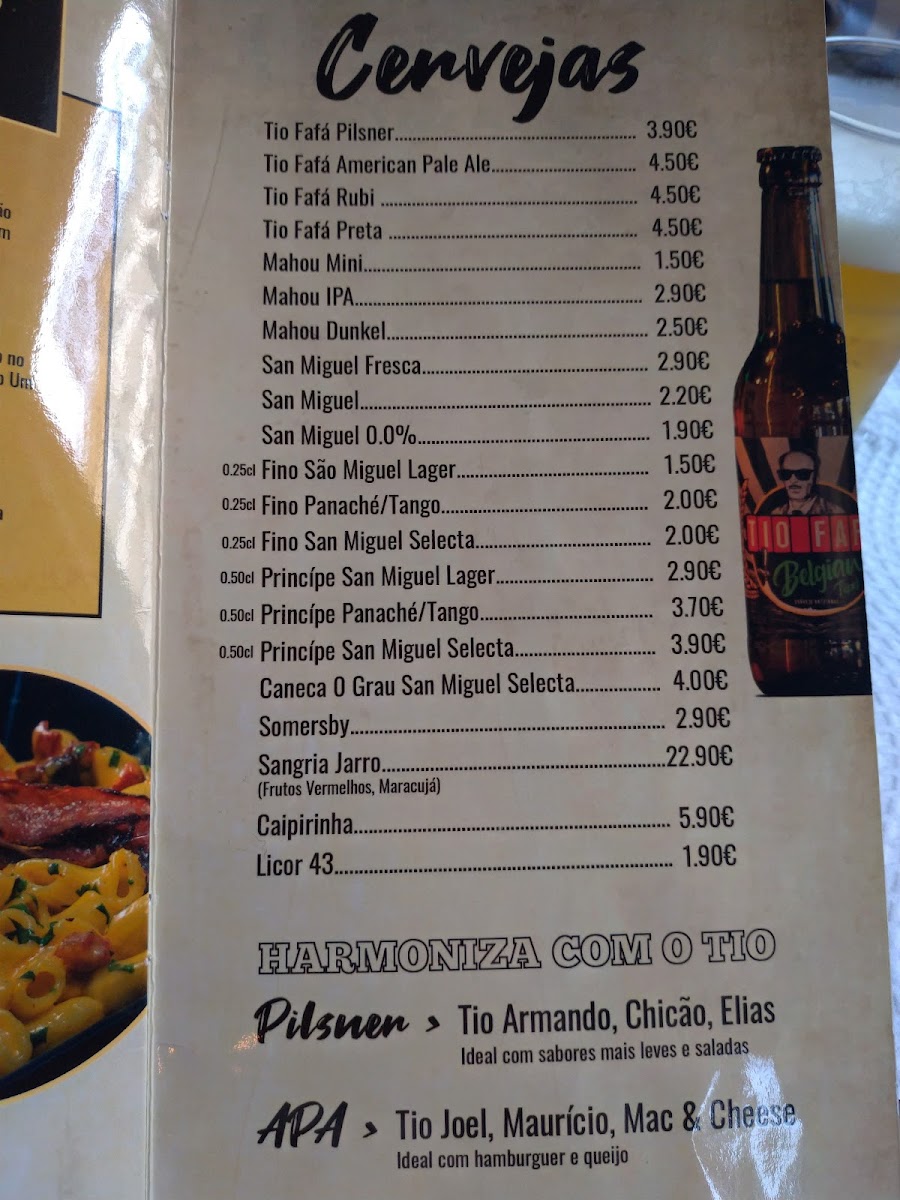 Cervejas
Tio Fafá Pilsner 3.90€
Tio Fafá American Pale Ale 4.50€
Tio Fafá Rubi 4.50€
Tio Fafá Preta 4.50€
Mahou Mini 1.50€
Mahou IPA 2.90€
Mahou Dunkel 2.50€
San Miguel Fresca 2.90€
San Miguel 2.20€
San Miguel 0.0% 1.90€
0.25cl Fino São Miguel Lager 1.50€
0.25cl Fino Panaché/Tango 2.00€
0.25cl Fino San Miguel Selecta 2.00€
0.50cl Princípe San Miguel Lager 2.90€
0.50cl Princípe Panaché/Tango 3.70€
0.50cl Princípe San Miguel Selecta 3.90€
Caneca 0 Grau San Miguel Selecta 4.00€
Somersby 2.90€
Sangria Jarro 22.90€
(Frutos Vermelhos, Maracujá)
Caipirinha 5.90€
Licor 43 1.90€
HARMONIZA COM O TIO
Pilsner > Tio Armando, Chicão, Elias
Ideal com sabores mais leves e saladas
APA > Tio Joel, Maurício, Mac & Cheese
Ideal com hamburguer e queijo
TIO FAF
Belgian
no